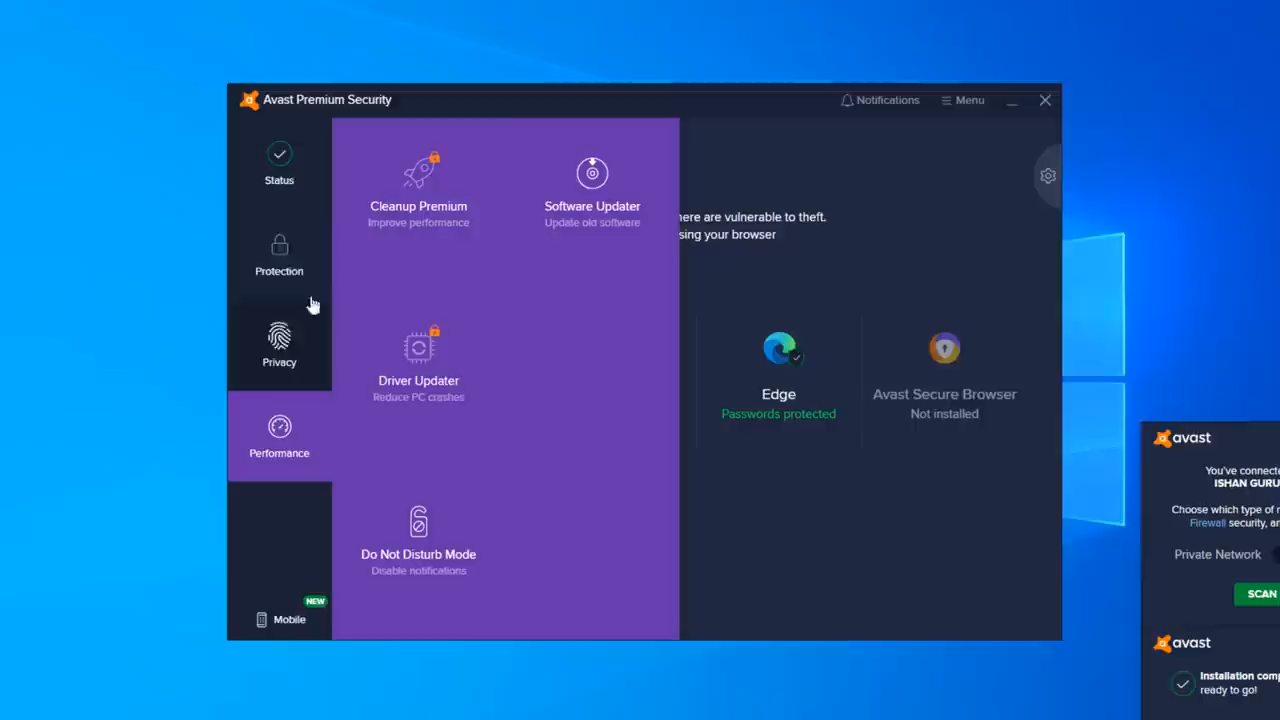 Avast Premium Security
Notifications
Menu
Status
Protection
Privacy
Performance
NEW
Mobile
Cleanup Premium
Improve performance
Software Updater
Update old software
Driver Updater
Reduce PC crashes
Do Not Disturb Mode
Disable notifications
here are vulnerable to theft.
sing your browser
Edge
Passwords protected
Avast Secure Browser
Not installed
avast
You've connecte
ISHAN GURU
Choose which type of
Firewall security, a
Private Network
SCAN
avast
Installation comp
ready to go!